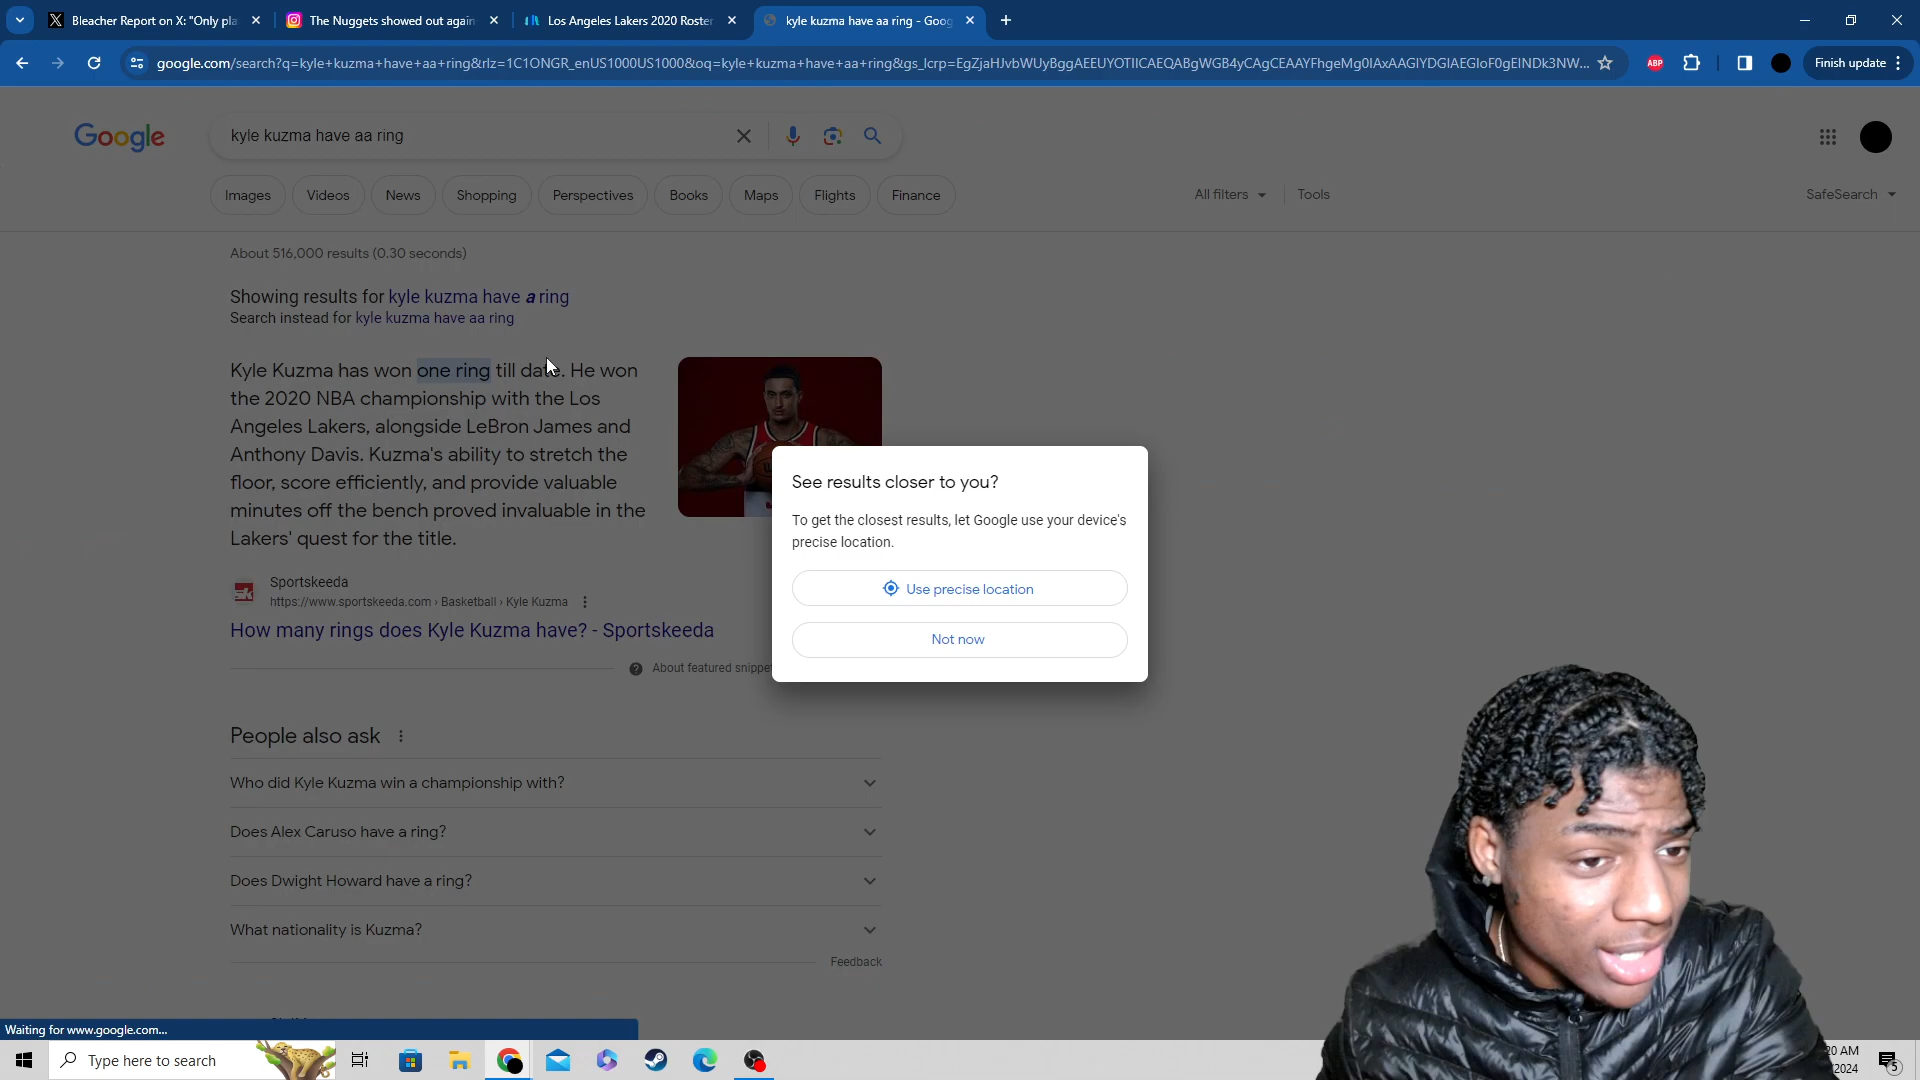 Bleacher Report on X: "Only pla
The Nuggets showed out again
Los Angeles Lakers 2020 Roster
kyle kuzma have aa ring - Goog
google.com/search?q=kyle+kuzma+have+aa+ring&rlz=1C1ONGR_enUS1000US1000&oq=kyle+kuzma+have+aa+ring&gs_lcrp=EgZjaHJvbWUyBggAEEUYOTIICAEQABgWGB4yCAgCEAAYFhgeMg0IAxAAGIYDGIAEGIoF0gEINDk3NW...
ABP
Finish update
Google
kyle kuzma have aa ring
Images
Videos
News
Shopping
Perspectives
Books
Maps
Flights
Finance
All filters
Tools
SafeSearch
About 516,000 results (0.30 seconds)
Showing results for kyle kuzma have a ring
Search instead for kyle kuzma have aa ring
Kyle Kuzma has won one ring till date. He won
the 2020 NBA championship with the Los
Angeles Lakers, alongside LeBron James and
Anthony Davis. Kuzma's ability to stretch the
floor, score efficiently, and provide valuable
minutes off the bench proved invaluable in the
Lakers' quest for the title.
See results closer to you?
To get the closest results, let Google use your device's
precise location.
Use precise location
Not now
sk
Sportskeeda
https://www.sportskeeda.com › Basketball › Kyle Kuzma
How many rings does Kyle Kuzma have? - Sportskeeda
About featured snippet
People also ask
Who did Kyle Kuzma win a championship with?
Does Alex Caruso have a ring?
Does Dwight Howard have a ring?
What nationality is Kuzma?
Feedback
Waiting for www.google.com...
Type here to search
20 AM
2024
5